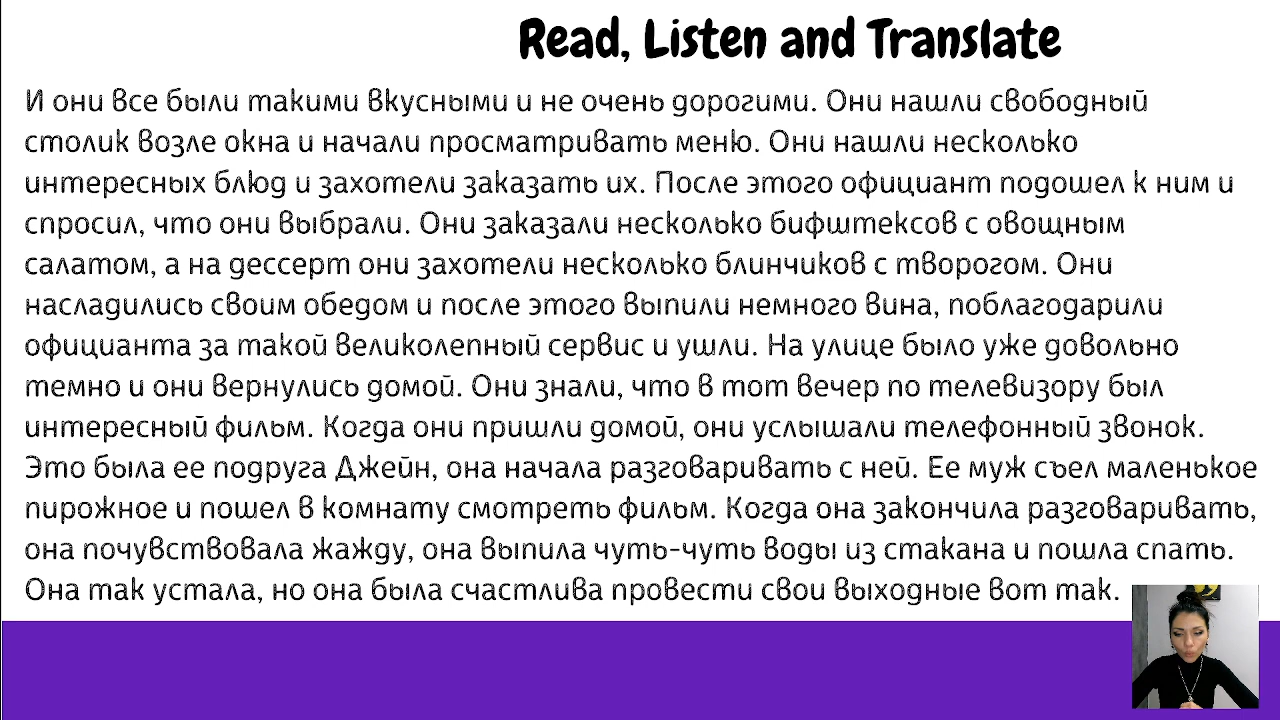 Read, Listen and Translate
И они все были такими вкусными и не очень дорогими. Они нашли свободный
столик возле окна и начали просматривать меню. Они нашли несколько
интересных блюд и захотели заказать их. После этого официант подошел к ним и
спросил, что они выбрали. Они заказали несколько бифштексов с овощным
салатом, а на дессерт они захотели несколько блинчиков с творогом. Они
насладились своим обедом и после этого выпили немного вина, поблагодарили
официанта за такой великолепный сервис и ушли. На улице было уже довольно
темно и они вернулись домой. Они знали, что в тот вечер по телевизору был
интересный фильм. Когда они пришли домой, они услышали телефонный звонок.
Это была ее подруга Джейн, она начала разговаривать с ней. Ее муж съел маленькое
пирожное и пошел в комнату смотреть фильм. Когда она закончила разговаривать,
она почувствовала жажду, она выпила чуть-чуть воды из стакана и пошла спать.
Она так устала, но она была счастлива провести свои выходные вот так.